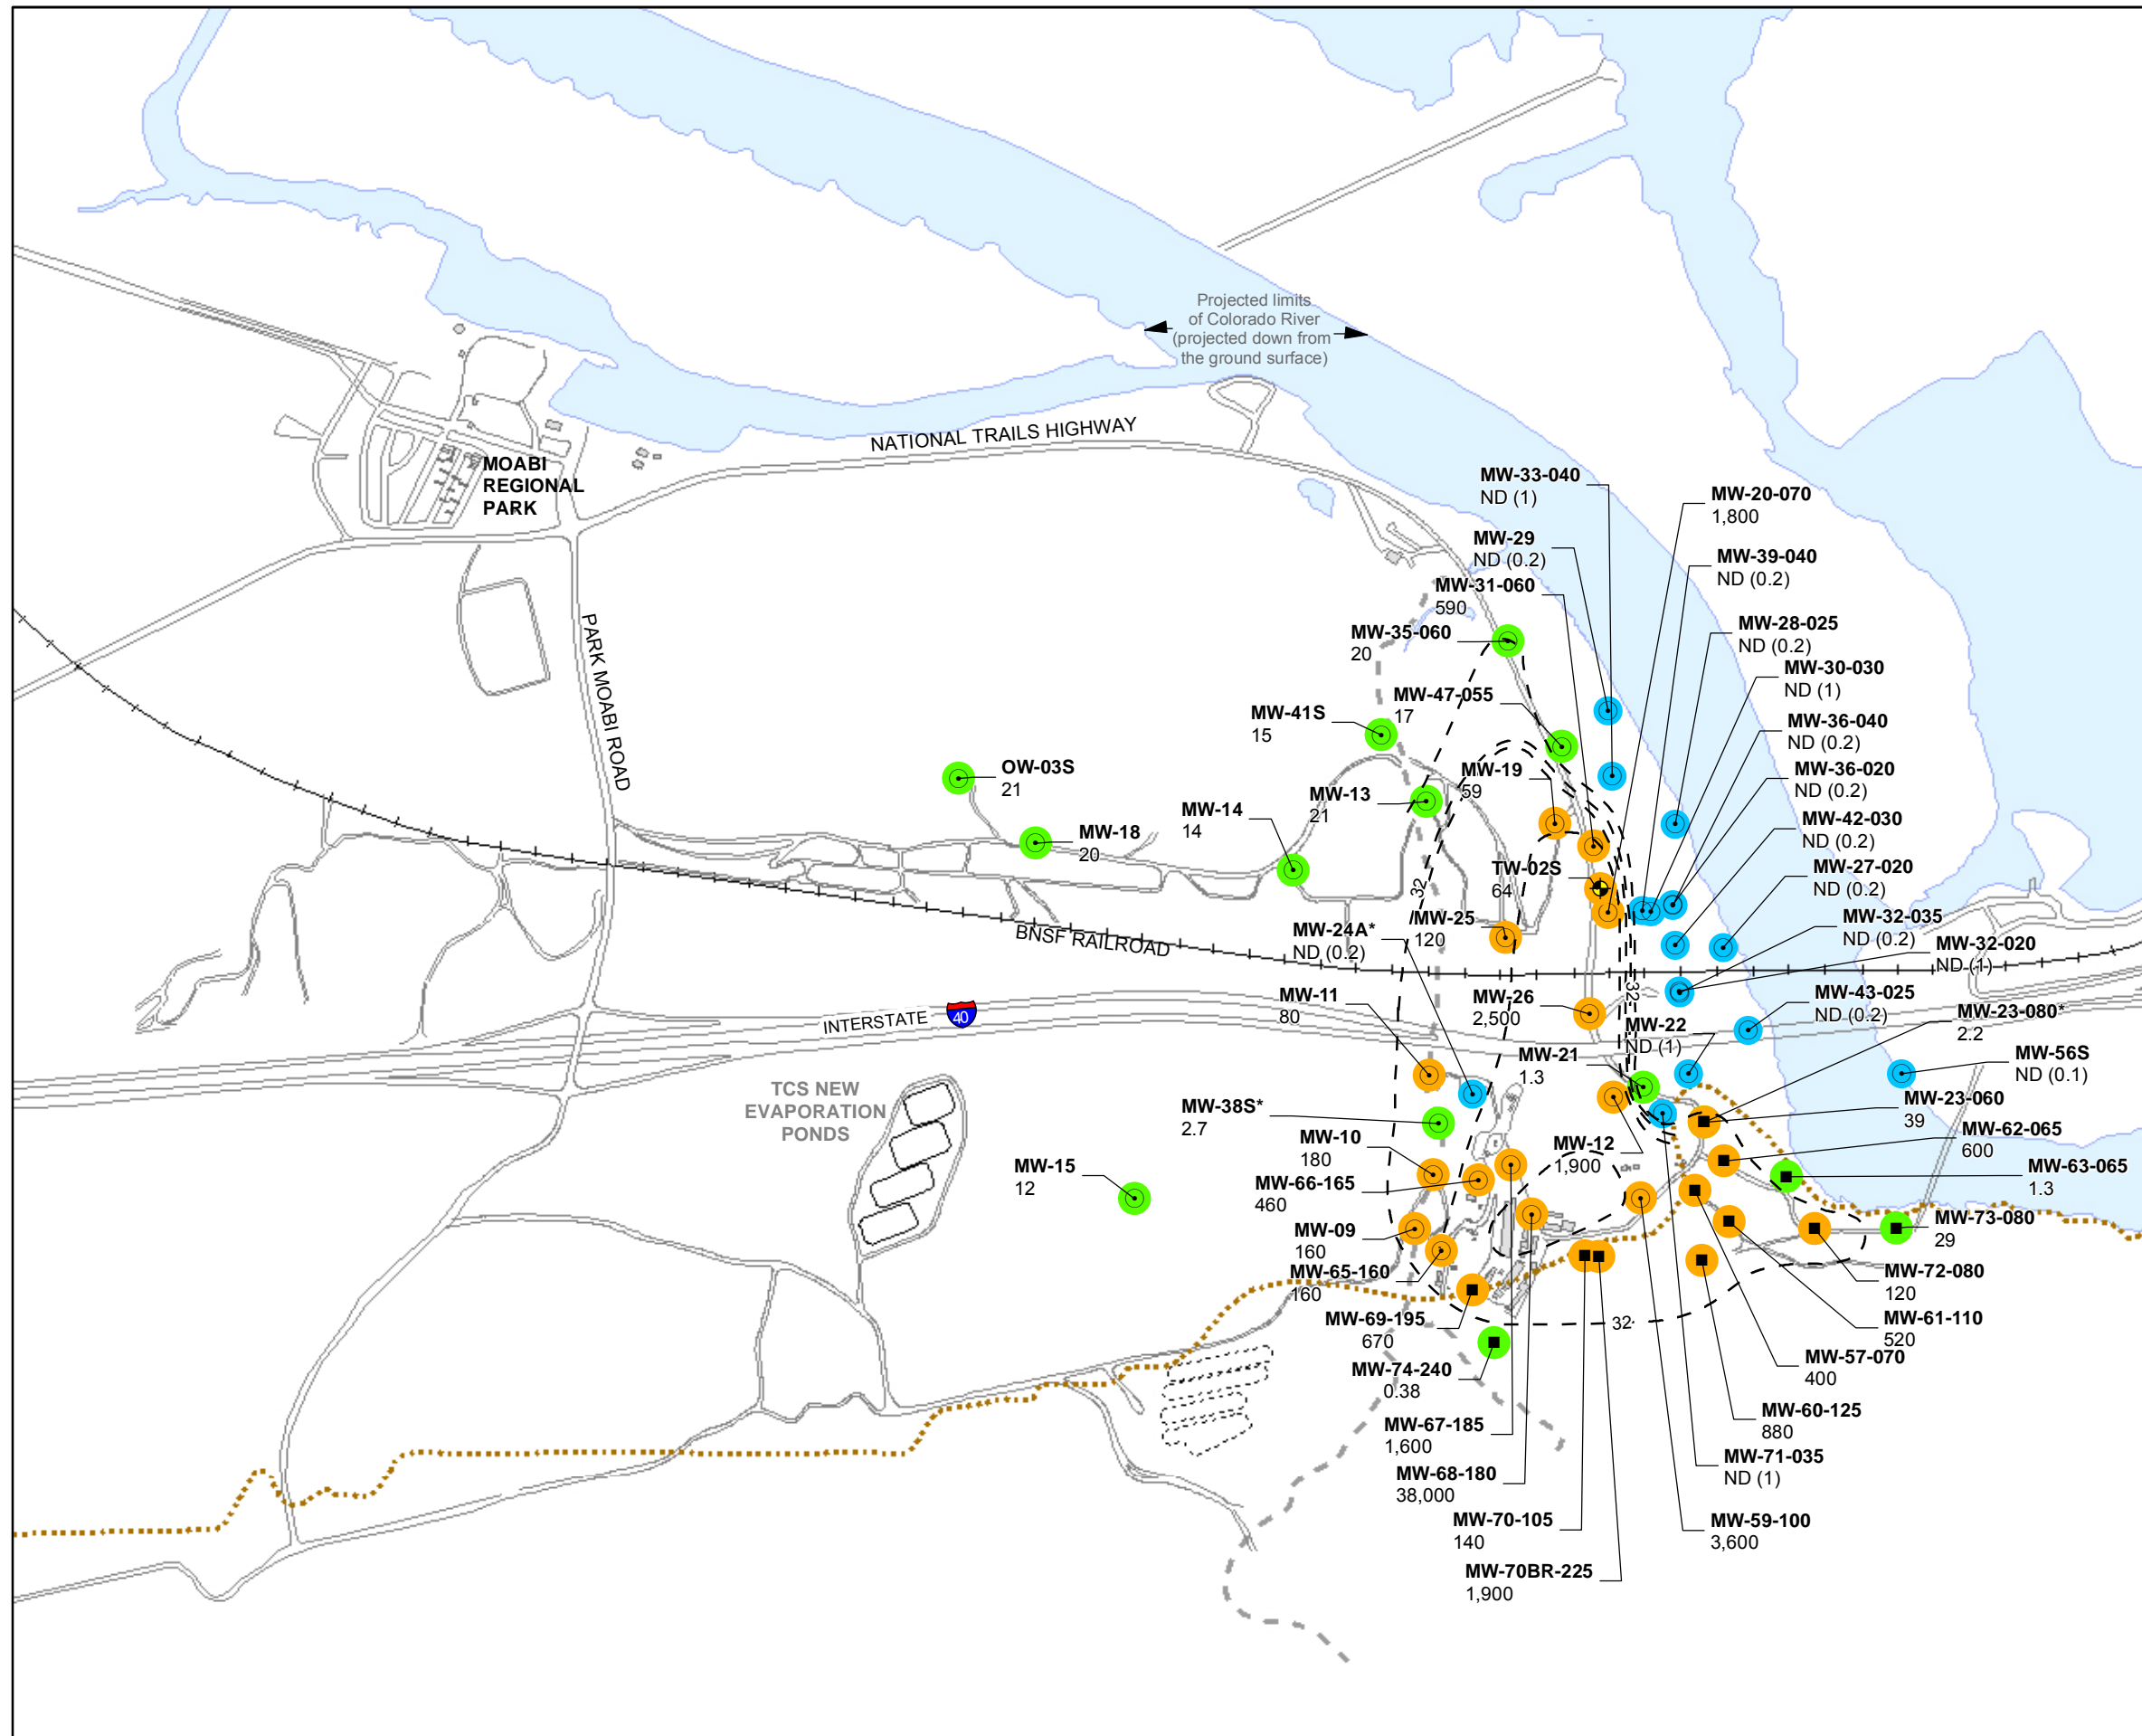 Projected limits
of Colorado River
(projected down from
the ground surface)
NATIONAL TRAILS HIGHWAY
MOABI
REGIONAL
PARK
PARK MOABI ROAD
MW-33-040
ND (1)
MW-20-070
1,800
MW-29
ND (0.2)
MW-39-040
ND (0.2)
MW-31-060
590
MW-28-025
ND (0.2)
MW-35-060
20
MW-30-030
ND (1)
MW-47-055
17
MW-41S
15
MW-36-040
ND (0.2)
OW-03S
21
MW-19
59
MW-36-020
ND (0.2)
MW-14
14
MW-13
21
MW-18
20
MW-42-030
ND (0.2)
TW-02S
64
MW-27-020
ND (0.2)
32
MW-25
120
MW-24A*
ND (0.2)
MW-32-035
ND (0.2)
MW-32-020
ND (1)
BNSF RAILROAD
32
MW-11
80
MW-26
2,500
MW-43-025
ND (0.2)
INTERSTATE
40
MW-23-080*
2.2
MW-22
ND (1)
MW-21
1.3
MW-56S
ND (0.1)
TCS NEW
EVAPORATION
PONDS
MW-38S*
2.7
MW-23-060
39
MW-10
180
MW-12
1,900
MW-62-065
600
MW-15
12
MW-66-165
460
MW-63-065
1.3
MW-09
160
MW-73-080
29
MW-65-160
160
MW-72-080
120
MW-69-195
670
32
MW-61-110
520
MW-74-240
0.38
MW-57-070
400
MW-67-185
1,600
MW-60-125
880
MW-68-180
38,000
MW-71-035
ND (1)
MW-70-105
140
MW-59-100
3,600
MW-70BR-225
1,900